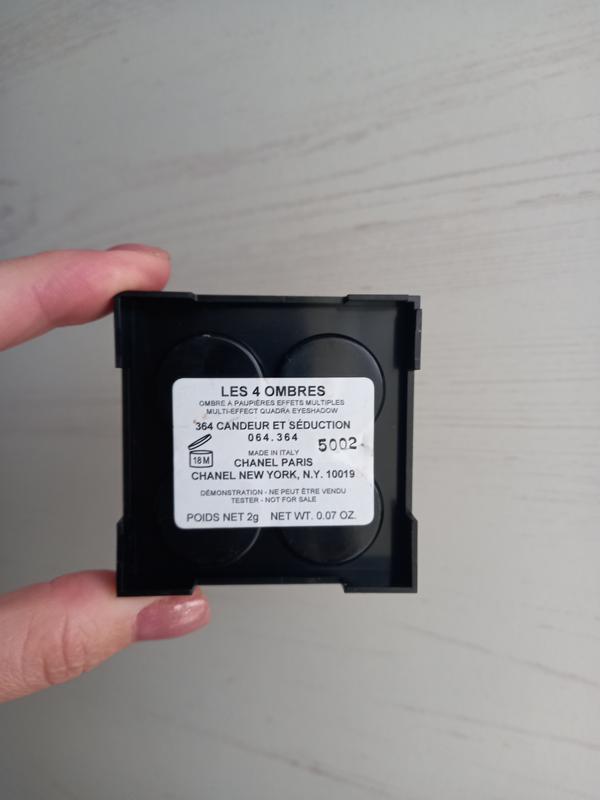 LES 4 OMBRES
OMBRE À PAUPIÈRES EFFETS MULTIPLES
MULTI-EFFECT QUADRA EYESHADOW
364 CANDEUR ET SÉDUCTION
064.364
5002
18M
MADE IN ITALY
CHANEL PARIS
CHANEL NEW YORK, N.Y. 10019
DÉMONSTRATION - NE PEUT ÊTRE VENDU
TESTER - NOT FOR SALE
POIDS NET 2g NET WT. 0.07 OZ.